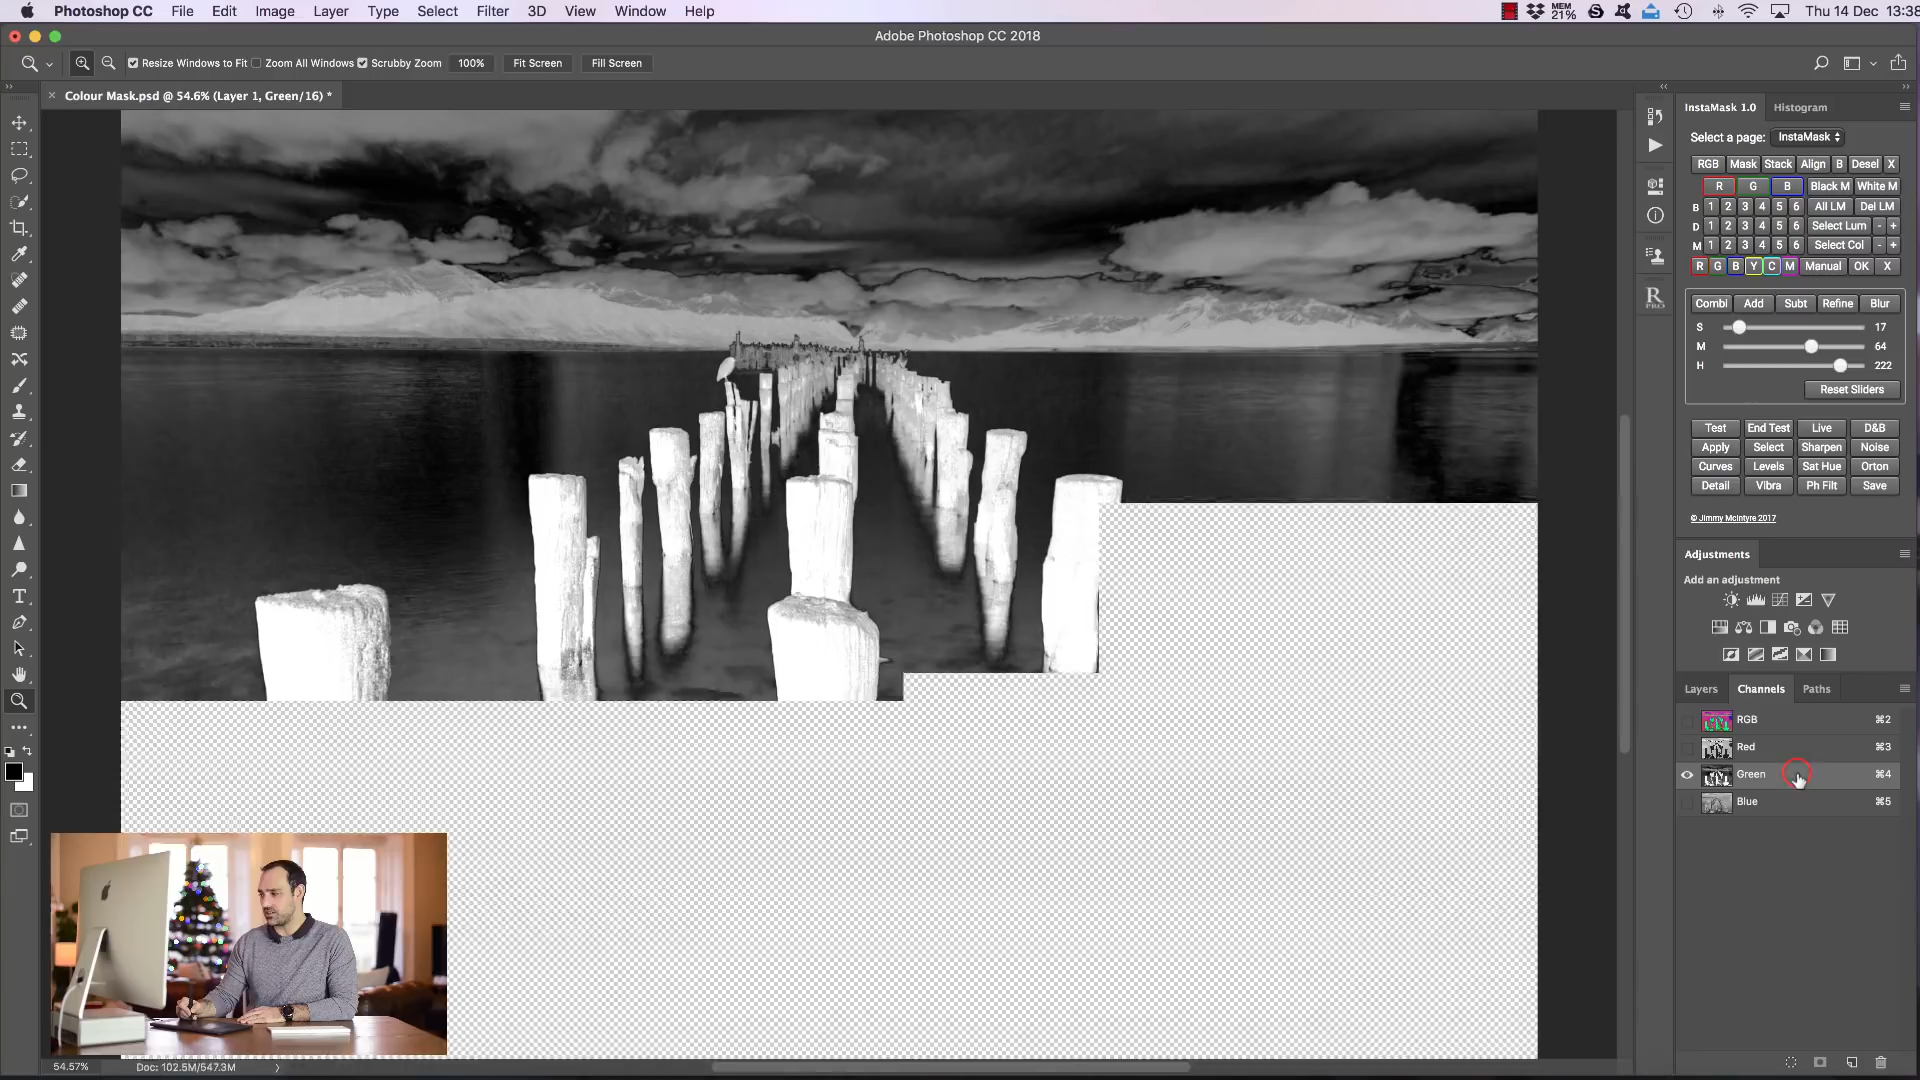 Photoshop CC File Edit Image Layer Type Select Filter 3D View Window Help MEM 21% Thu 14 Dec 13:38
Adobe Photoshop CC 2018
Resize Windows to Fit Zoom All Windows Scrubby Zoom 100% Fit Screen Fill Screen
Colour Mask.psd @ 54.6% (Layer 1, Green/16) *
InstaMask 1.0 Histogram
Select a page: InstaMask
RGB Mask Stack Align B Desel X
R G B Black M White M
B 1 2 3 4 5 6 All LM Del LM
D 1 2 3 4 5 6 Select Lum - +
M 1 2 3 4 5 6 Select Col - +
R G B Y C M Manual OK X
Combi Add Subt Refine Blur
S 17
M 64
H 222
Reset Sliders
Test End Test Live D&B
Apply Select Sharpen Noise
Curves Levels Sat Hue Orton
Detail Vibra Ph Filt Save
© Jimmy McIntyre 2017
R PRO
Adjustments
Add an adjustment
Layers Channels Paths
RGB ⌘2
Red ⌘3
Green ⌘4
Blue ⌘5
54.57% Doc: 102.5M/547.3M